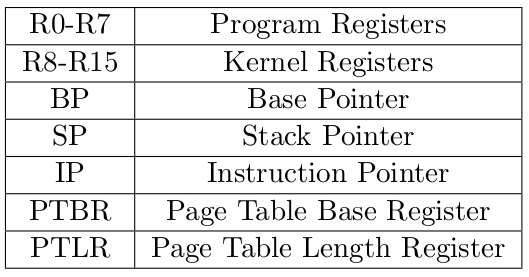 R0-R7 Program Registers
R8-R15 Kernel Registers
BP Base Pointer
SP Stack Pointer
IP Instruction Pointer
PTBR Page Table Base Register
PTLR Page Table Length Register